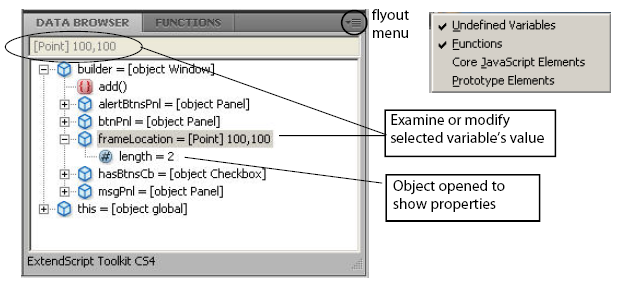 DATA BROWSER FUNCTIONS
flyout
menu
[Point] 100,100
builder = [object Window]
add()
alertBtnsPnl = [object Panel]
btnPnl = [object Panel]
frameLocation = [Point] 100,100
# length = 2
hasBtnsCb = [object Checkbox]
msgPnl = [object Panel]
this = [object global]
ExtendScript Toolkit CS4
Undefined Variables
Functions
Core JavaScript Elements
Prototype Elements
Examine or modify
selected variable's value
Object opened to
show properties